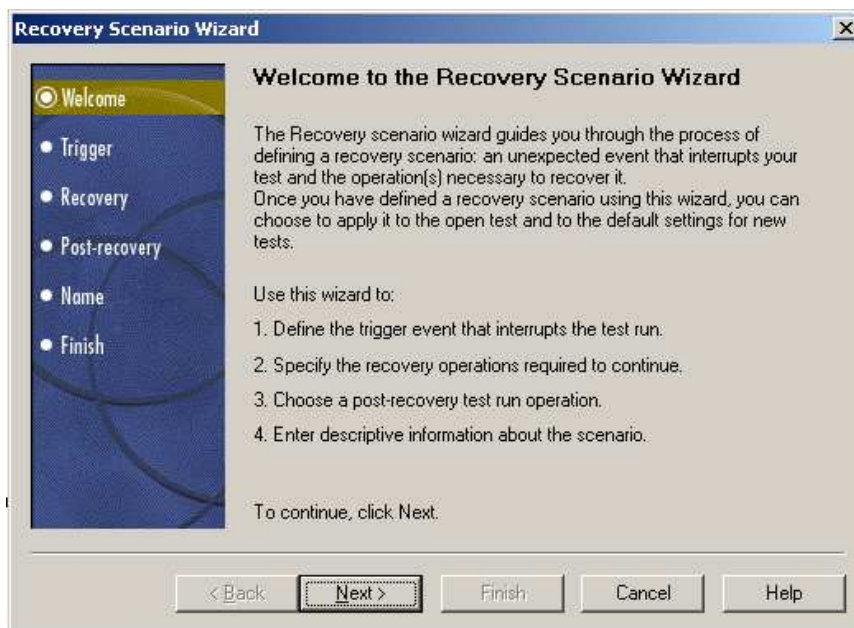 Recovery Scenario Wizard
Welcome
Trigger
Recovery
Post-recovery
Name
Finish
Welcome to the Recovery Scenario Wizard
The Recovery scenario wizard guides you through the process of
defining a recovery scenario: an unexpected event that interrupts your
test and the operation(s) necessary to recover it.
Once you have defined a recovery scenario using this wizard, you can
choose to apply it to the open test and to the default settings for new
tests.
Use this wizard to:
1. Define the trigger event that interrupts the test run.
2. Specify the recovery operations required to continue.
3. Choose a post-recovery test run operation.
4. Enter descriptive information about the scenario.
To continue, click Next.
< Back
Next >
Finish
Cancel
Help